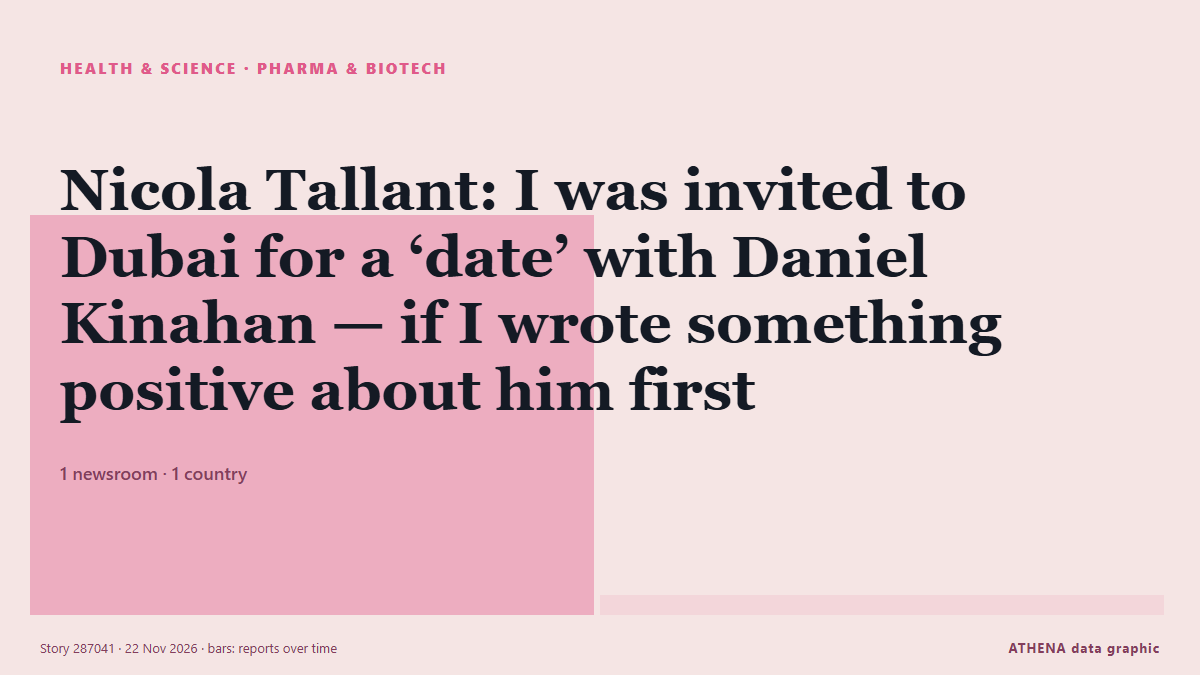 HEALTH & SCIENCE · PHARMA & BIOTECH
Nicola Tallant: I was invited to
Dubai for a ‘date’ with Daniel
Kinahan — if I wrote something
positive about him first
1 newsroom · 1 country
Story 287041 · 22 Nov 2026 · bars: reports over time
ATHENA data graphic